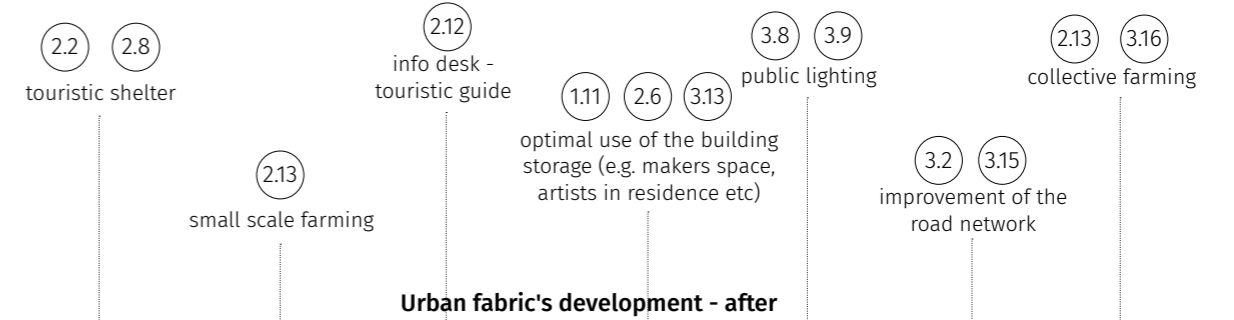 2.2 2.8
touristic shelter
2.13
small scale farming
2.12
info desk -
touristic guide
1.11 2.6 3.13
optimal use of the building
storage (e.g. makers space,
artists in residence etc)
3.8 3.9
public lighting
3.2 3.15
improvement of the
road network
2.13 3.16
collective farming
Urban fabric's development - after